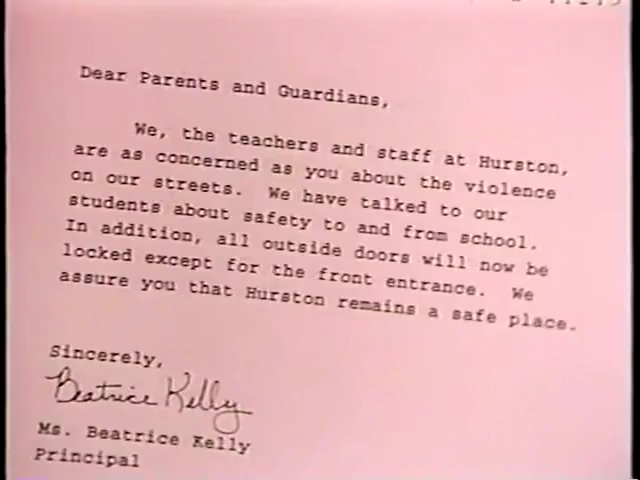 Dear Parents and Guardians,
We, the teachers and staff at Hurston,
are as concerned as you about the violence
on our streets. We have talked to our
students about safety to and from school.
In addition, all outside doors will now be
locked except for the front entrance. We
assure you that Hurston remains a safe place.
Sincerely,
Beatrice Kelly
Ms. Beatrice Kelly
Principal